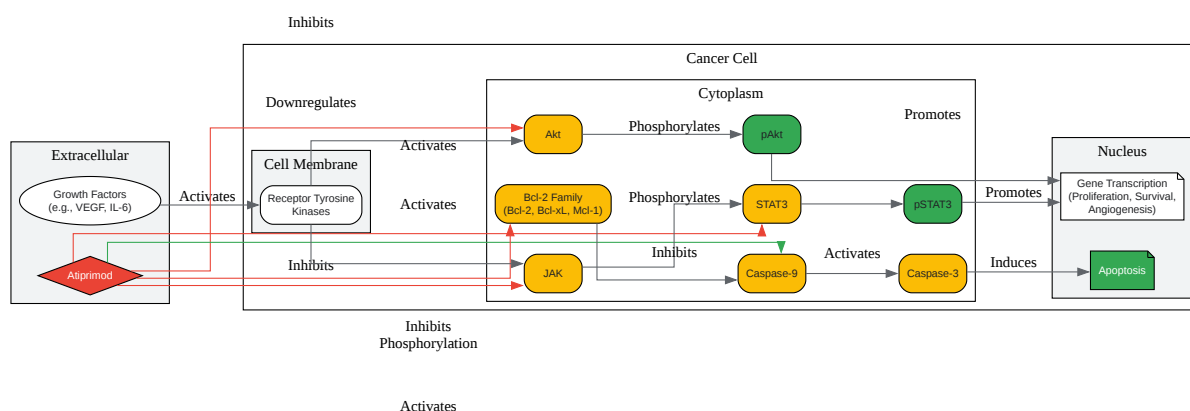 Inhibits
Cancer Cell
Downregulates
Cytoplasm
Promotes
Phosphorylates
Akt
pAkt
Activates
Extracellular
Cell Membrane
Nucleus
Growth Factors
(e.g., VEGF, IL-6)
Activates
Receptor Tyrosine
Kinases
Activates
Bcl-2 Family
(Bcl-2, Bcl-xL, Mcl-1)
Phosphorylates
STAT3
pSTAT3
Promotes
Gene Transcription
(Proliferation, Survival,
Angiogenesis)
Atiprimod
Inhibits
JAK
Inhibits
Caspase-9
Activates
Caspase-3
Induces
Apoptosis
Inhibits
Phosphorylation
Activates